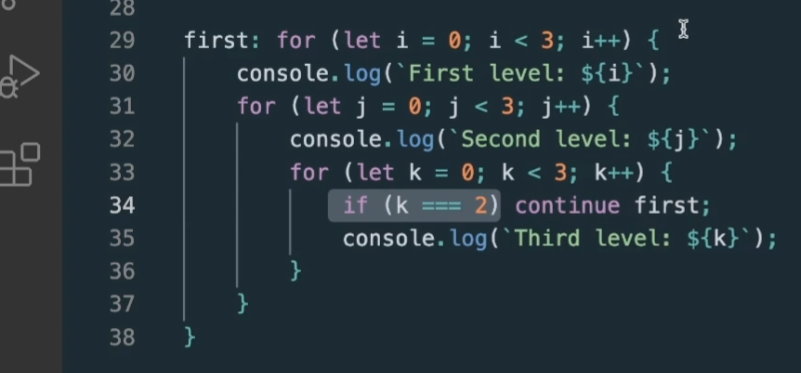 28
29 first: for (let i = 0; i < 3; i++) {
30 console.log(`First level: ${i}`);
31 for (let j = 0; j < 3; j++) {
32 console.log(`Second level: ${j}`);
33 for (let k = 0; k < 3; k++) {
34 if (k === 2) continue first;
35 console.log(`Third level: ${k}`);
36 }
37 }
38 }